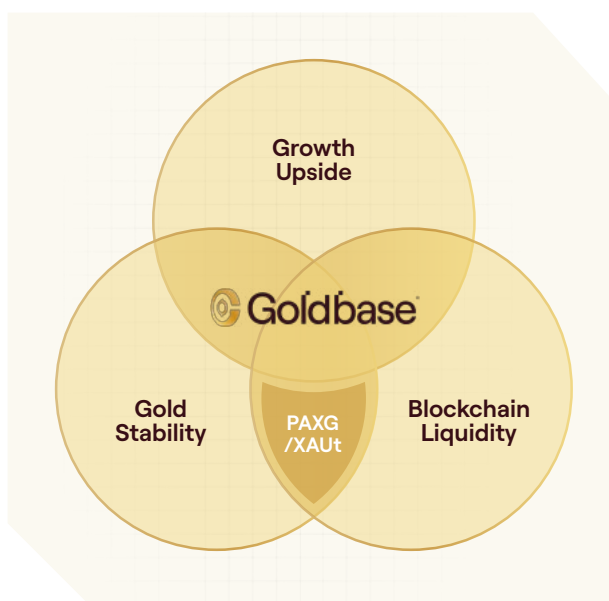 Growth
Upside
Goldbase
Gold
Stability
PAXG
/XAUt
Blockchain
Liquidity